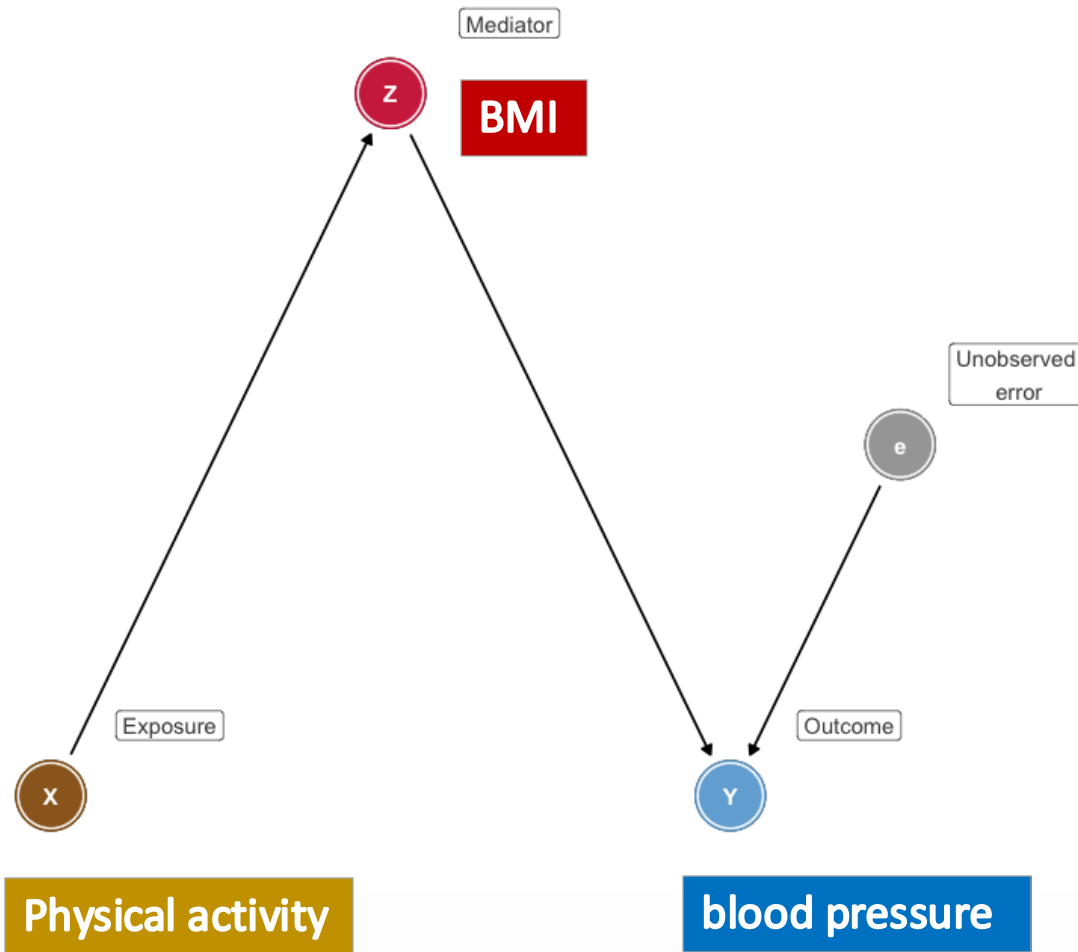 Mediator
Z
BMI
Unobserved
error
e
Exposure
Outcome
X
Y
Physical activity
blood pressure